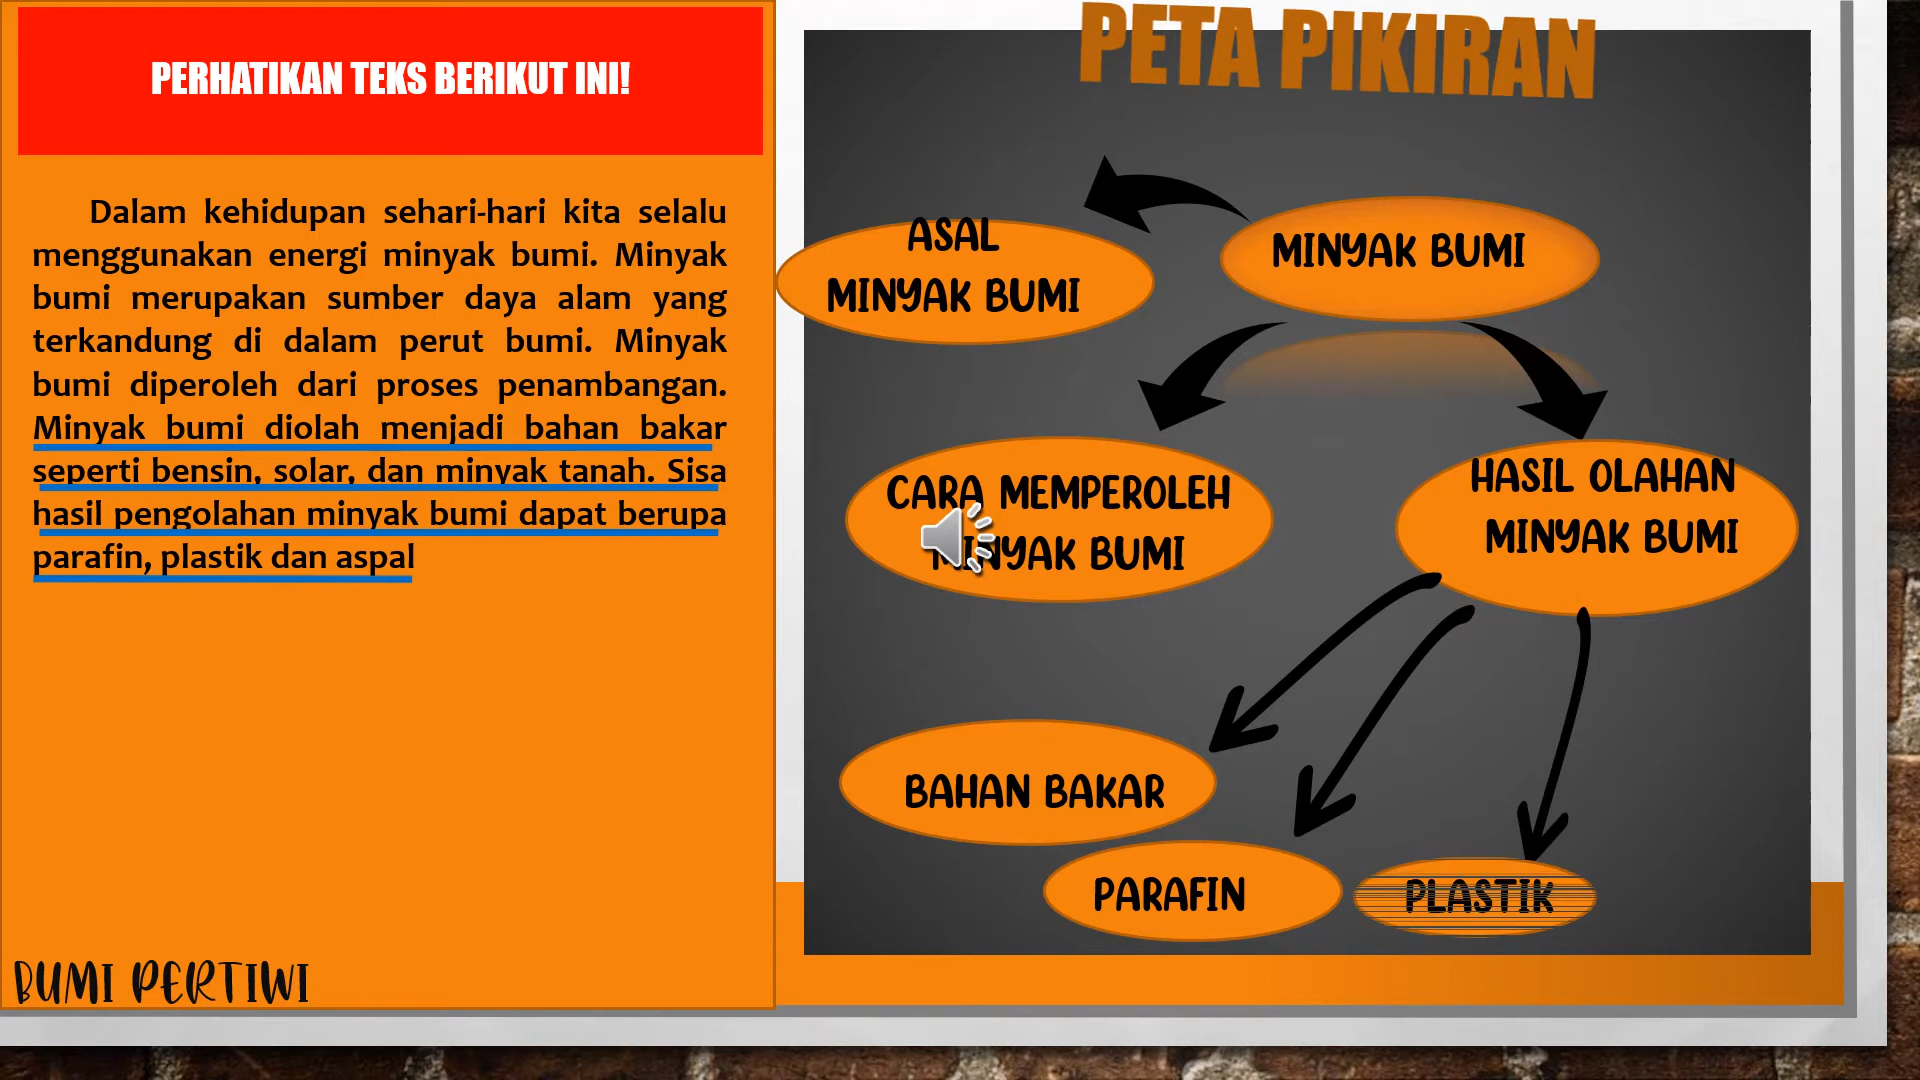 PERHATIKAN TEKS BERIKUT INI!
Dalam kehidupan sehari-hari kita selalu
menggunakan energi minyak bumi. Minyak
bumi merupakan sumber daya alam yang
terkandung di dalam perut bumi. Minyak
bumi diperoleh dari proses penambangan.
Minyak bumi diolah menjadi bahan bakar
seperti bensin, solar, dan minyak tanah. Sisa
hasil pengolahan minyak bumi dapat berupa
parafin, plastik dan aspal
BUMI PERTIWI
PETA PIKIRAN
MINYAK BUMI
ASAL
MINYAK BUMI
CARA MEMPEROLEH
MINYAK BUMI
HASIL OLAHAN
MINYAK BUMI
BAHAN BAKAR
PARAFIN
PLASTIK